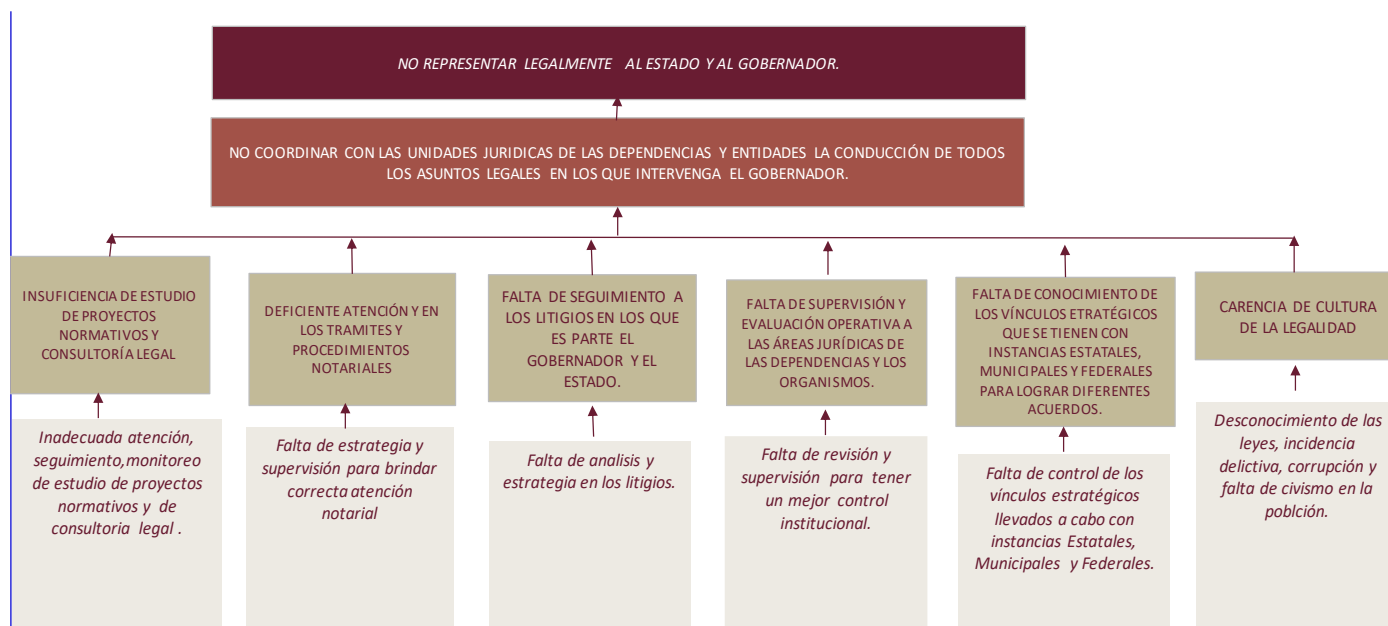 NO REPRESENTAR LEGALMENTE AL ESTADO Y AL GOBERNADOR.
NO COORDINAR CON LAS UNIDADES JURIDICAS DE LAS DEPENDENCIAS Y ENTIDADES LA CONDUCCIÓN DE TODOS
LOS ASUNTOS LEGALES EN LOS QUE INTERVENGA EL GOBERNADOR.
INSUFICIENCIA DE ESTUDIO
DE PROYECTOS
NORMATIVOS Y
CONSULTORÍA LEGAL
DEFICIENTE ATENCIÓN Y EN
LOS TRAMITES Y
PROCEDIMIENTOS
NOTARIALES
FALTA DE SEGUIMIENTO A
LOS LITIGIOS EN LOS QUE
ES PARTE EL
GOBERNADOR Y EL
ESTADO.
FALTA DE SUPERVISIÓN Y
EVALUACIÓN OPERATIVA A
LAS ÁREAS JURÍDICAS DE
LAS DEPENDENCIAS Y LOS
ORGANISMOS.
FALTA DE CONOCIMIENTO DE
LOS VÍNCULOS ETRATÉGICOS
QUE SE TIENEN CON
INSTANCIAS ESTATALES,
MUNICIPALES Y FEDERALES
PARA LOGRAR DIFERENTES
ACUERDOS.
CARENCIA DE CULTURA
DE LA LEGALIDAD
Inadecuada atención,
seguimiento,monitoreo
de estudio de proyectos
normativos y de
consultoria legal .
Falta de estrategia y
supervisión para brindar
correcta atención
notarial
Falta de analisis y
estrategia en los litigios.
Falta de revisión y
supervisión para tener
un mejor control
institucional.
Falta de control de los
vínculos estratégicos
llevados a cabo con
instancias Estatales,
Municipales y Federales.
Desconocimiento de las
leyes, incidencia
delictiva, corrupción y
falta de civismo en la
poblción.